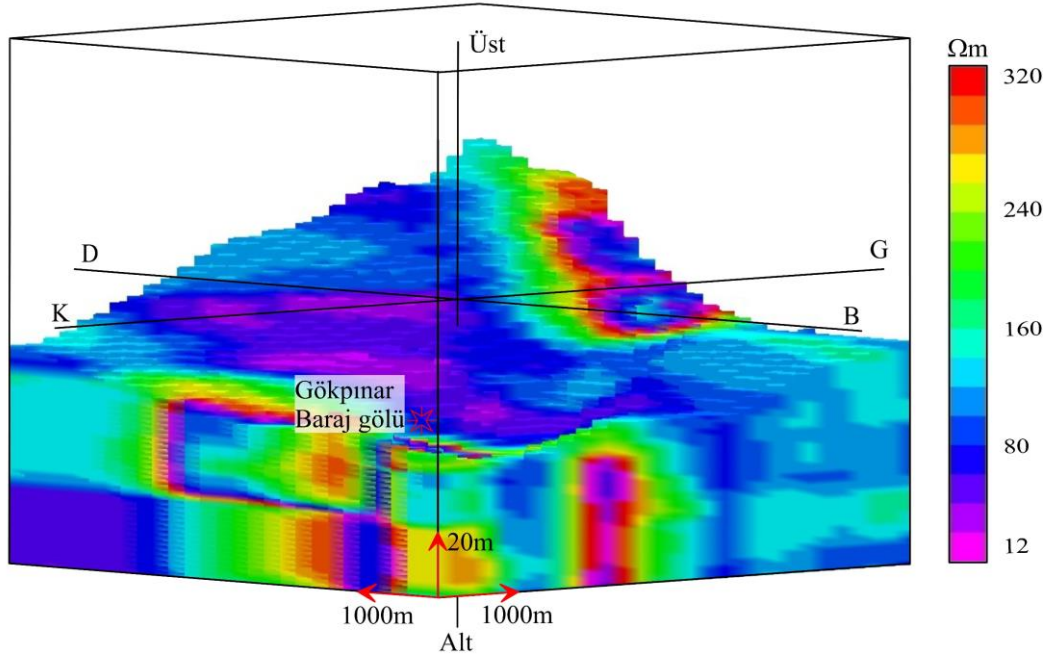 Üst
Ωm
320
240
160
80
12
D
G
K
B
Gökpınar
Baraj gölü
20m
1000m
1000m
Alt